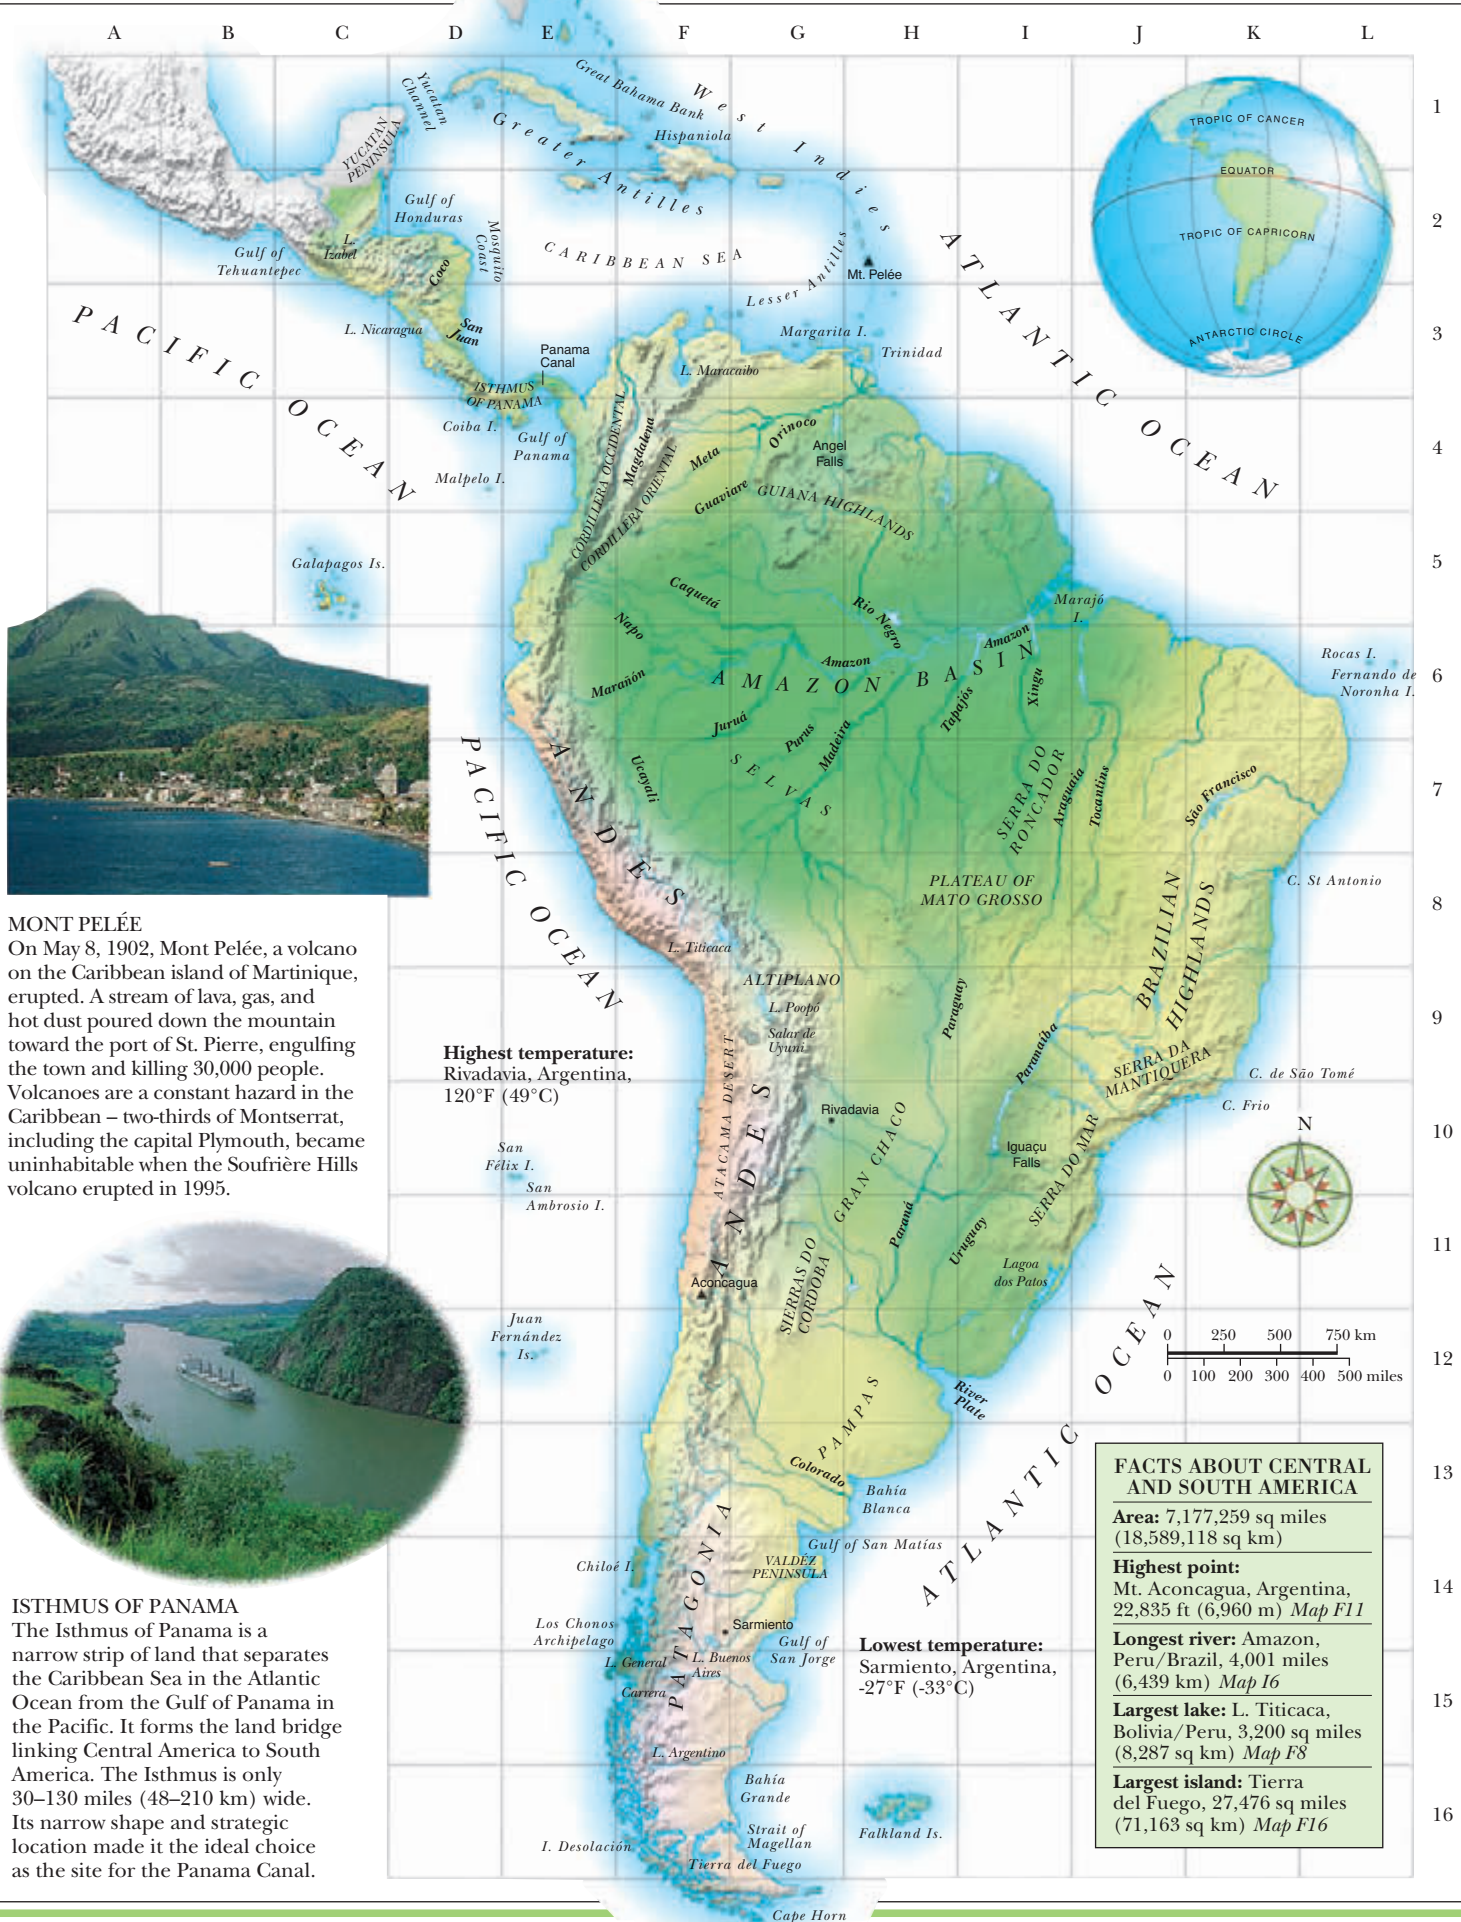 A B C D E F G H I J K L
1
2
3
4
5
6
7
8
9
10
11
12
13
14
15
16
Yucatan
Channel
YUCATAN
PENINSULA
Great Bahama Bank
West Indies
Hispaniola
Greater Antilles
Gulf of
Honduras
Mosquito
Coast
L.
Izabel
Coco
Gulf of
Tehuantepec
CARIBBEAN SEA
Lesser Antilles
Mt. Pelée
ATLANTIC OCEAN
TROPIC OF CANCER
EQUATOR
TROPIC OF CAPRICORN
ANTARCTIC CIRCLE
PACIFIC OCEAN
L. Nicaragua
San
Juan
Panama
Canal
Margarita I.
Trinidad
L. Maracaibo
ISTHMUS
OF PANAMA
Coiba I.
Gulf of
Panama
Malpelo I.
CORDILLERA OCCIDENTAL
Magdalena
CORDILLERA ORIENTAL
Meta
Orinoco
Angel
Falls
Guaviare
GUIANA HIGHLANDS
Galapagos Is.
Caquetá
Napo
Rio Negro
Marajó
I.
Amazon
Amazon
AMAZON BASIN
Marañón
Juruá
Purus
Madeira
Tapajós
Xingu
Rocas I.
Fernando de
Noronha I.
PACIFIC OCEAN
ANDES
Ucayali
SELVAS
SERRA DO
RONCADOR
Araguaia
Tocantins
São Francisco
PLATEAU OF
MATO GROSSO
C. St Antonio
BRAZILIAN
HIGHLANDS
L. Titicaca
ALTIPLANO
L. Poopó
Salar de
Uyuni
Paraguay
Paranaíba
SERRA DA
MANTIQUERA
C. de São Tomé
C. Frio
MONT PELÉE
On May 8, 1902, Mont Pelée, a volcano
on the Caribbean island of Martinique,
erupted. A stream of lava, gas, and
hot dust poured down the mountain
toward the port of St. Pierre, engulfing
the town and killing 30,000 people.
Volcanoes are a constant hazard in the
Caribbean – two-thirds of Montserrat,
including the capital Plymouth, became
uninhabitable when the Soufrière Hills
volcano erupted in 1995.
Highest temperature:
Rivadavia, Argentina,
120°F (49°C)
ATACAMA DESERT
ANDES
Rivadavia
GRAN CHACO
Iguaçu
Falls
SERRA DO MAR
N
San
Félix I.
San
Ambrosio I.
Paraná
Uruguay
Lagoa
dos Patos
SIERRAS DO
CORDOBA
Aconcagua
Juan
Fernández
Is.
ATLANTIC OCEAN
0 250 500 750 km
0 100 200 300 400 500 miles
River
Plate
PAMPAS
Colorado
Bahía
Blanca
Gulf of San Matías
VALDÉZ
PENINSULA
PATAGONIA
Chiloé I.
Los Chonos
Archipelago
Sarmiento
Gulf of
San Jorge
L. General
Carrera
L. Buenos
Aires
L. Argentino
Bahía
Grande
Strait of
Magellan
Falkland Is.
I. Desolación
Tierra del Fuego
Cape Horn
Lowest temperature:
Sarmiento, Argentina,
-27°F (-33°C)
ISTHMUS OF PANAMA
The Isthmus of Panama is a
narrow strip of land that separates
the Caribbean Sea in the Atlantic
Ocean from the Gulf of Panama in
the Pacific. It forms the land bridge
linking Central America to South
America. The Isthmus is only
30–130 miles (48–210 km) wide.
Its narrow shape and strategic
location made it the ideal choice
as the site for the Panama Canal.
FACTS ABOUT CENTRAL
AND SOUTH AMERICA
Area: 7,177,259 sq miles
(18,589,118 sq km)
Highest point:
Mt. Aconcagua, Argentina,
22,835 ft (6,960 m) Map F11
Longest river: Amazon,
Peru/Brazil, 4,001 miles
(6,439 km) Map I6
Largest lake: L. Titicaca,
Bolivia/Peru, 3,200 sq miles
(8,287 sq km) Map F8
Largest island: Tierra
del Fuego, 27,476 sq miles
(71,163 sq km) Map F16